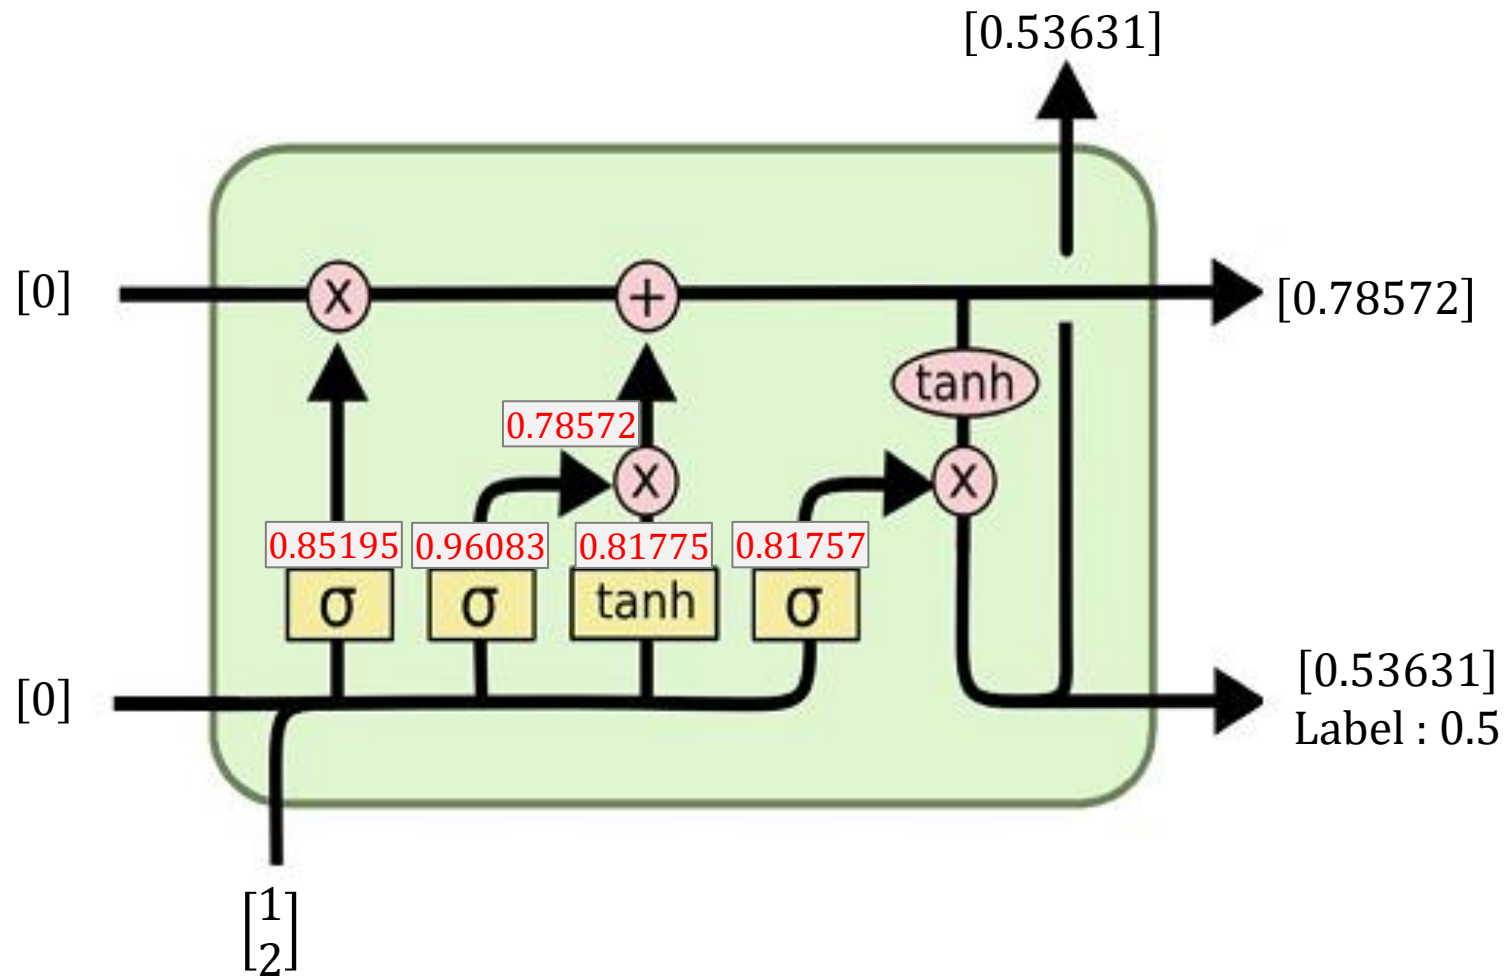 [0.53631]
[0]
x
+
[0.78572]
tanh
0.78572
x
x
0.85195
0.96083
0.81775
0.81757
σ
σ
tanh
σ
[0]
[0.53631]
Label : 0.5
[1
2]